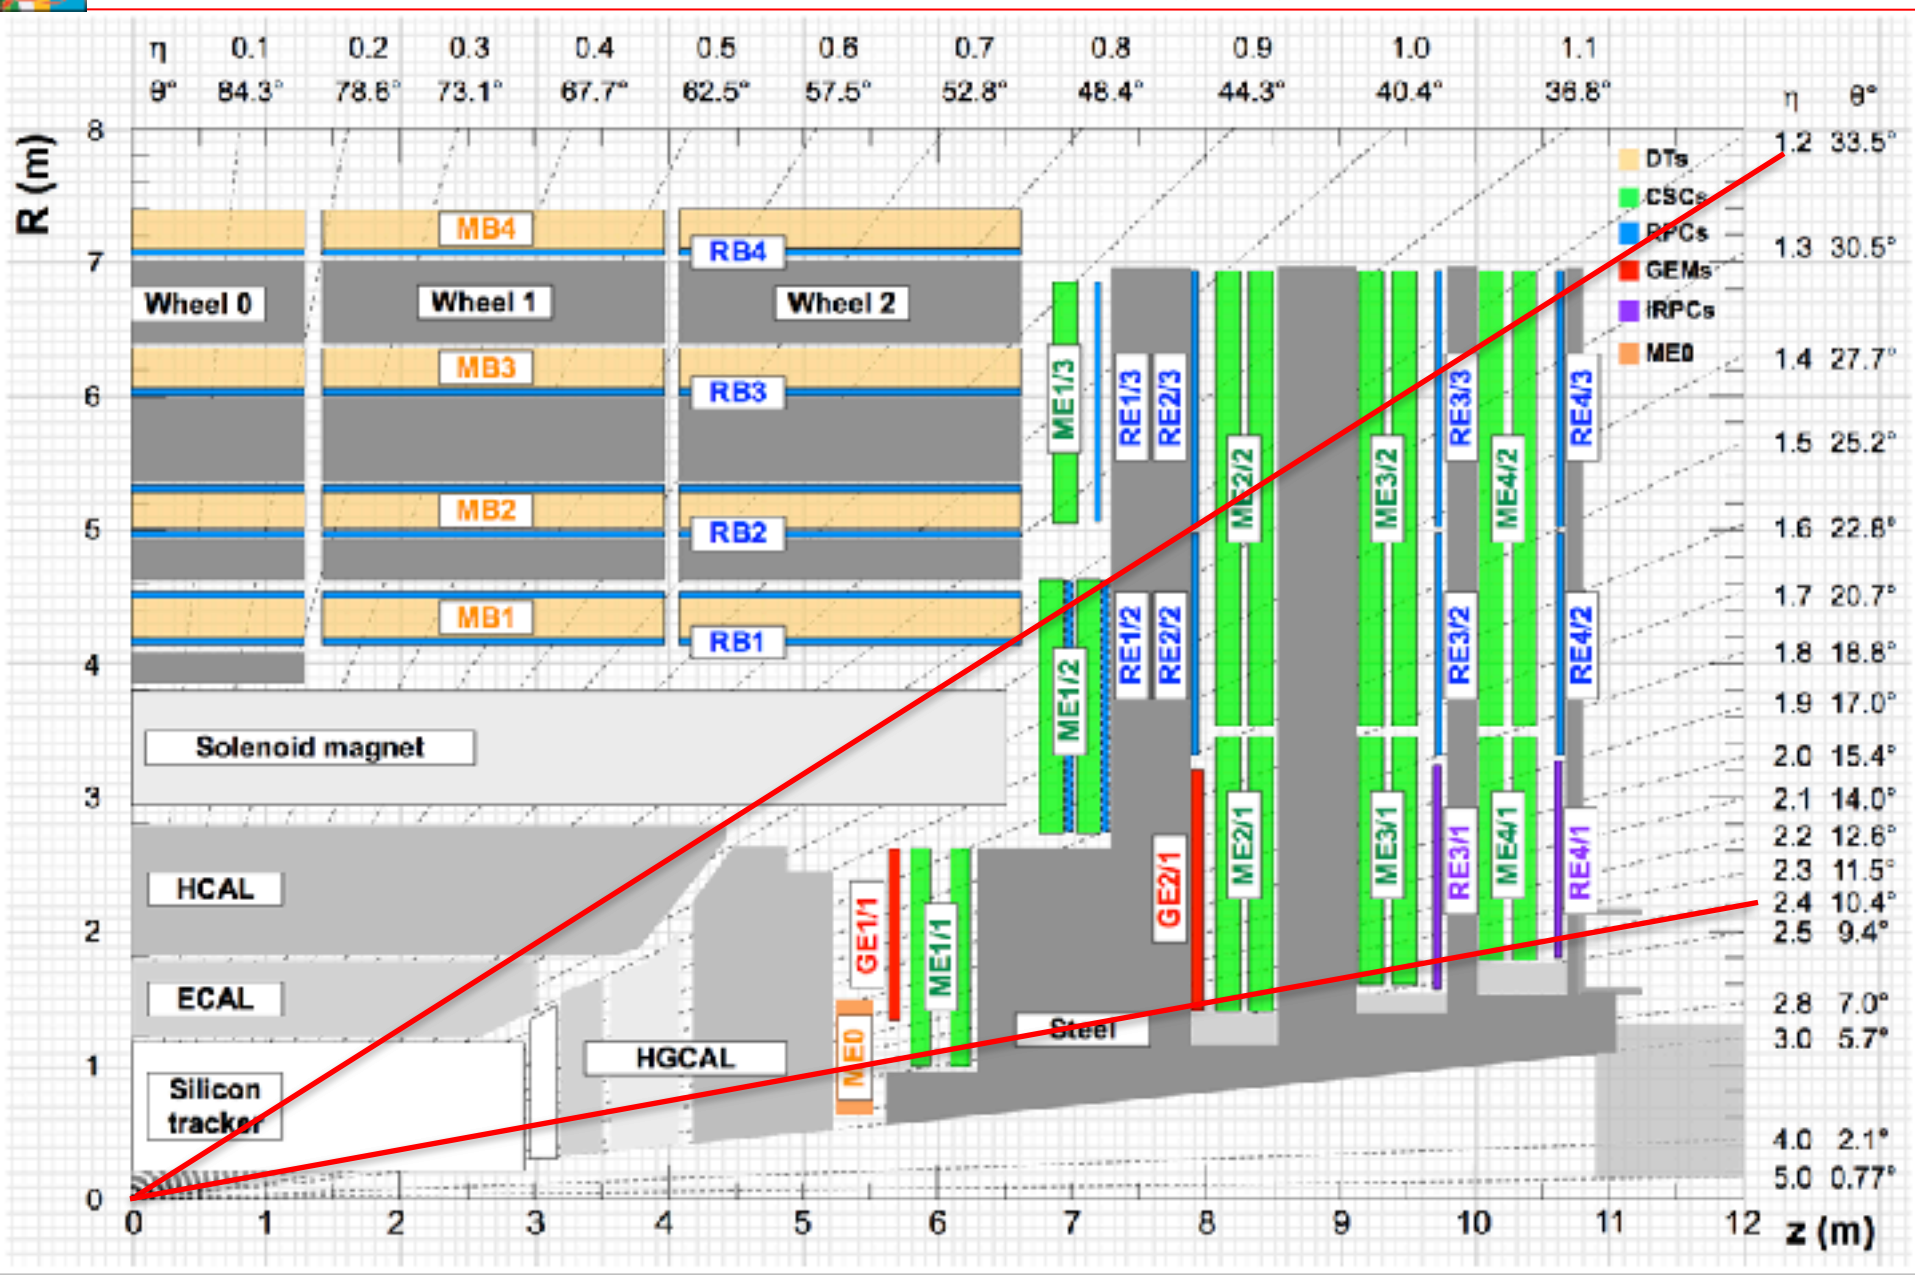 η 0.1 0.2 0.3 0.4 0.5 0.6 0.7 0.8 0.9 1.0 1.1
θ° 84.3° 78.6° 73.1° 67.7° 62.5° 57.5° 52.8° 48.4° 44.3° 40.4° 36.8° η θ°
R (m)
8
7
6
5
4
3
2
1
0
1.2 33.5°
1.3 30.5°
1.4 27.7°
1.5 25.2°
1.6 22.8°
1.7 20.7°
1.8 18.8°
1.9 17.0°
2.0 15.4°
2.1 14.0°
2.2 12.6°
2.3 11.5°
2.4 10.4°
2.5 9.4°
2.8 7.0°
3.0 5.7°
4.0 2.1°
5.0 0.77°
DTs
CSCs
RPCs
GEMs
iRPCs
ME0
MB4
RB4
Wheel 0 Wheel 1 Wheel 2
MB3
RB3
MB2
RB2
MB1
RB1
Solenoid magnet
HCAL
ECAL
Silicon
tracker
HGCAL
Steel
ME1/3
RE1/3
RE2/3
ME2/2
ME3/2
RE3/3
ME4/2
RE4/3
ME1/2
RE1/2
RE2/2
RE3/2
RE4/2
GE1/1
ME1/1
ME0
GE2/1
ME2/1
ME3/1
RE3/1
ME4/1
RE4/1
0 1 2 3 4 5 6 7 8 9 10 11 12 z (m)